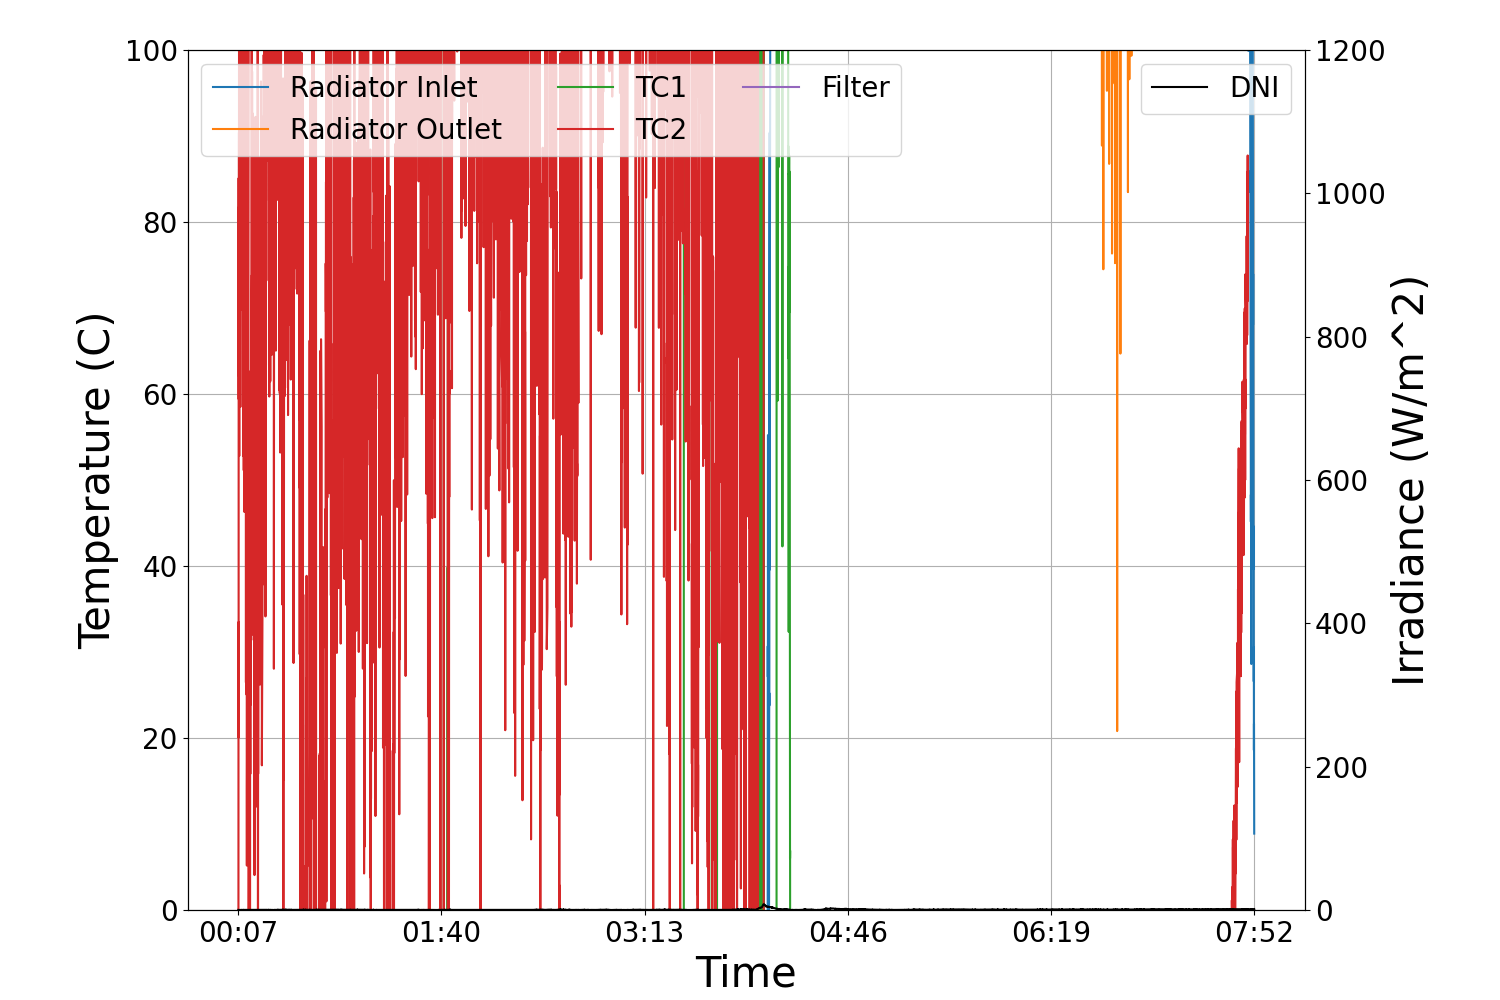 Radiator Inlet
Radiator Outlet
TC1
TC2
Filter
DNI
Temperature (C)
100
80
60
40
20
0
Irradiance (W/m^2)
1200
1000
800
600
400
200
0
00:07 01:40 03:13 04:46 06:19 07:52
Time